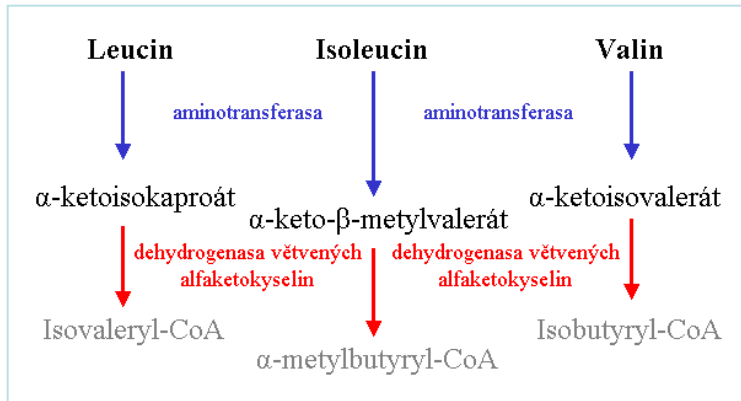 Leucin Isoleucin Valin
aminotransferasa aminotransferasa
α-ketoisokaproát α-keto-β-metylvalerát α-ketoisovalerát
dehydrogenasa větvených dehydrogenasa větvených
alfaketokyselin alfaketokyselin
Isovaleryl-CoA α-metylbutyryl-CoA Isobutyryl-CoA